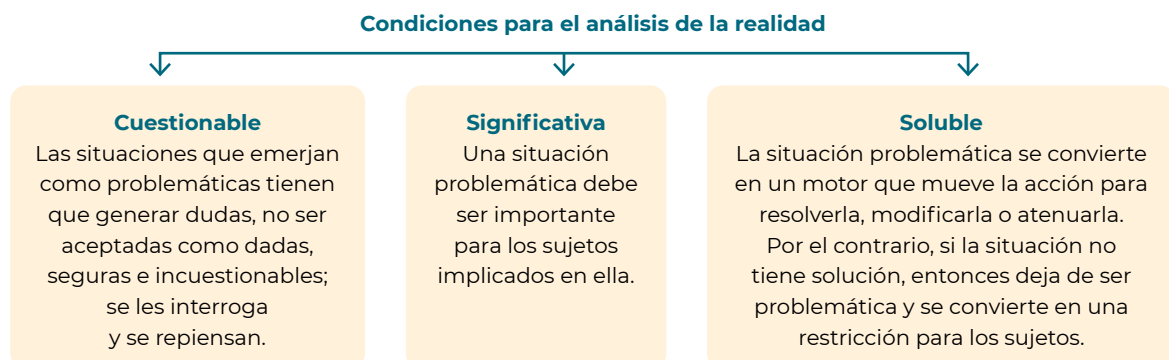 Condiciones para el análisis de la realidad
Cuestionable
Las situaciones que emerjan
como problemáticas tienen
que generar dudas, no ser
aceptadas como dadas,
seguras e incuestionables;
se les interroga
y se repiensan.
Significativa
Una situación
problemática debe
ser importante
para los sujetos
implicados en ella.
Soluble
La situación problemática se convierte
en un motor que mueve la acción para
resolverla, modificarla o atenuarla.
Por el contrario, si la situación no
tiene solución, entonces deja de ser
problemática y se convierte en una
restricción para los sujetos.